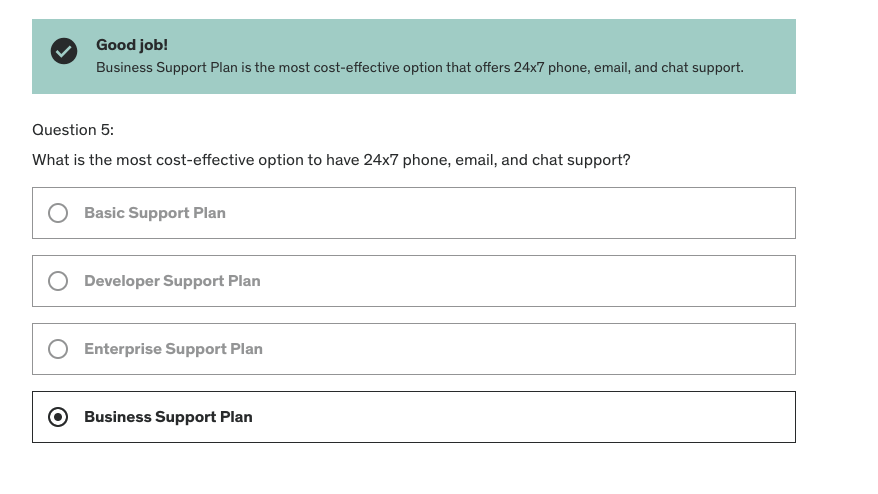 Good job!
Business Support Plan is the most cost-effective option that offers 24x7 phone, email, and chat support.
Question 5:
What is the most cost-effective option to have 24x7 phone, email, and chat support?
Basic Support Plan
Developer Support Plan
Enterprise Support Plan
Business Support Plan